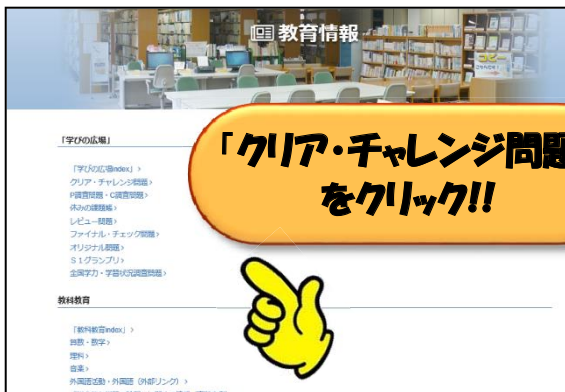 教育情報
「学びの広場」
「クリア・チャレンジ問題
をクリック!!
「学びの広場index」 >
クリア・チャレンジ問題 >
P調査問題・C調査問題 >
休みの課題編 >
レビュー問題 >
ファイナル・チェック問題 >
オリジナル問題 >
S1グランプリ >
全国学力・学習状況調査問題 >
教科教育
「教科教育index」 >
算数・数学 >
理科 >
音楽 >
外国語活動・外国語（外部リンク） >